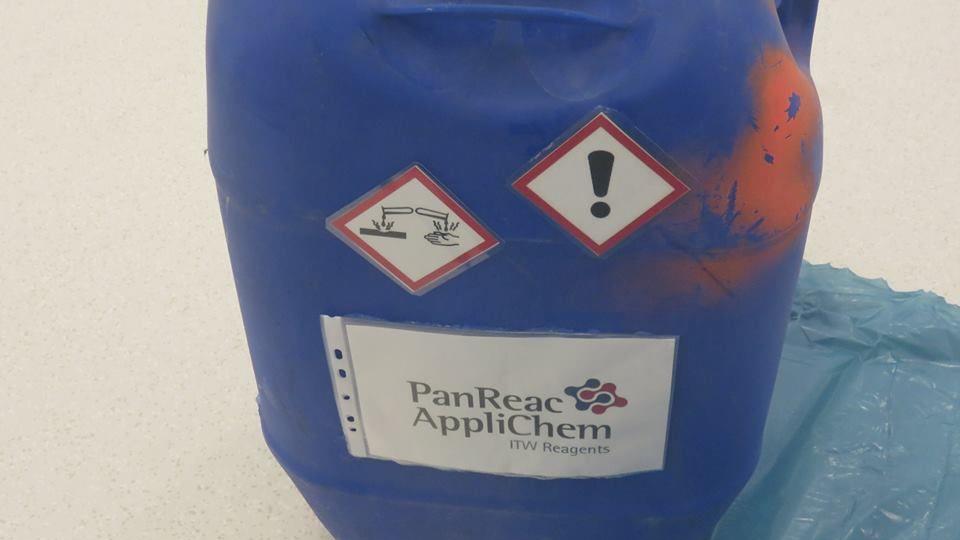 PanReac
AppliChem
ITW Reagents